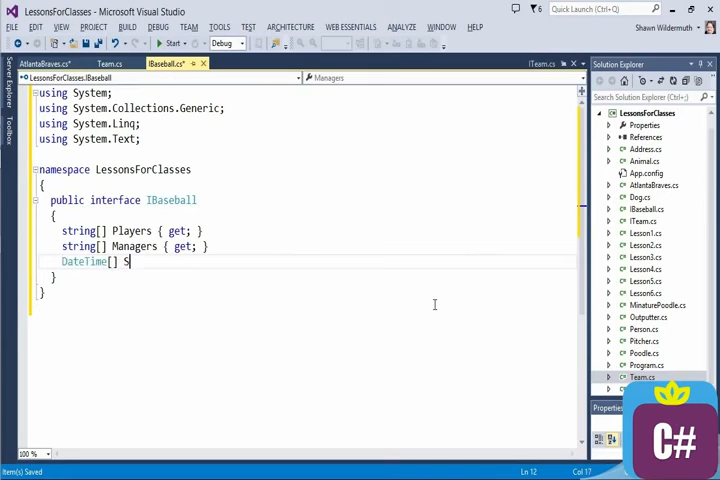 LessonsForClasses - Microsoft Visual Studio
6
Quick Launch (Ctrl+Q)
FILE EDIT VIEW PROJECT BUILD DEBUG TEAM TOOLS TEST ARCHITECTURE WEB ESSENTIALS ANALYZE WINDOW HELP
Shawn Wildermuth
Start Debug
Server Explorer
Toolbox
AtlantaBraves.cs* Team.cs IBaseball.cs* ITeam.cs
LessonsForClasses.IBaseball Managers
using System;
using System.Collections.Generic;
using System.Linq;
using System.Text;
namespace LessonsForClasses
{
public interface IBaseball
{
string[] Players { get; }
string[] Managers { get; }
DateTime[] S
}
}
100 %
Solution Explorer
Search Solution Explorer (Ctrl+;)
LessonsForClasses
Properties
References
Address.cs
Animal.cs
App.config
AtlantaBraves.cs
Dog.cs
IBaseball.cs
ITeam.cs
Lesson1.cs
Lesson2.cs
Lesson3.cs
Lesson4.cs
Lesson5.cs
Lesson6.cs
MinaturePoodle.cs
Outputter.cs
Person.cs
Pitcher.cs
Poodle.cs
Program.cs
Team.cs
Properties
C#
Item(s) Saved Ln 12 Col 17